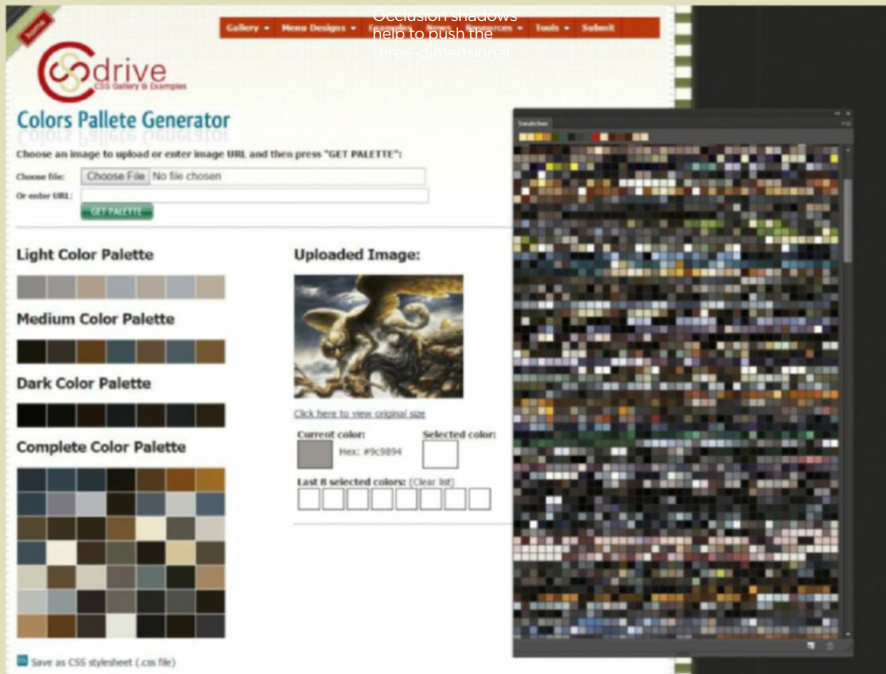 Occlusion shadows
help to push the
three-dimensional
home
Gallery Menu Designs Examples News Resources Tools Submit
drive
CSS Gallery & Examples
Colors Pallete Generator
Choose an image to upload or enter image URL and then press "GET PALETTE":
Choose file: Choose File No file chosen
Or enter URL:
GET PALETTE
Light Color Palette
Uploaded Image:
Medium Color Palette
Dark Color Palette
Click here to view original size
Complete Color Palette
Current color: Selected color:
Hex: #9c9894
Last 8 selected colors: (Clear list)
Save as CSS stylesheet (.css file)
Swatches